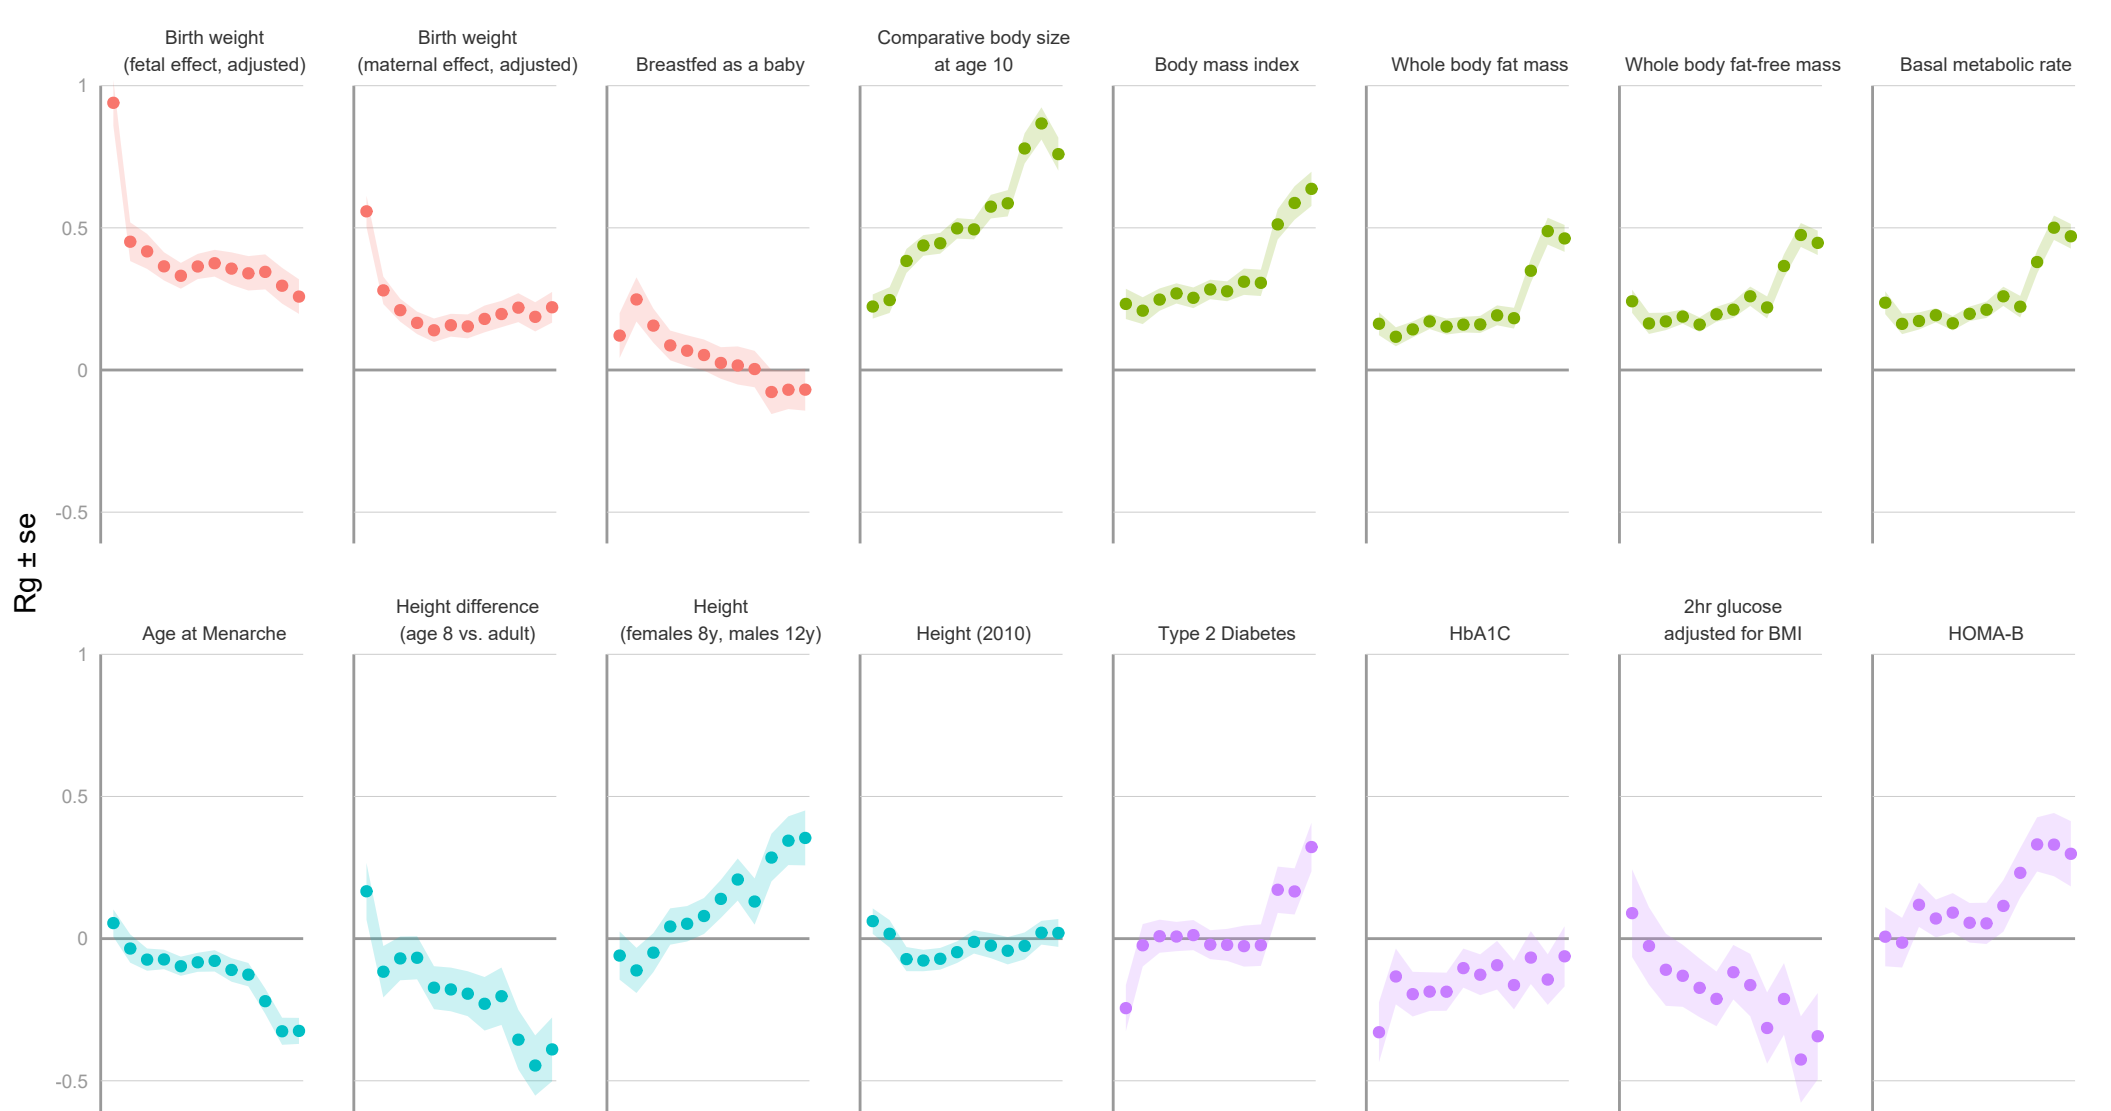 Birth weight
(fetal effect, adjusted)
Birth weight
(maternal effect, adjusted)
Breastfed as a baby
Comparative body size
at age 10
Body mass index
Whole body fat mass
Whole body fat-free mass
Basal metabolic rate
1
0.5
0
-0.5
Rg ± se
Age at Menarche
Height difference
(age 8 vs. adult)
Height
(females 8y, males 12y)
Height (2010)
Type 2 Diabetes
HbA1C
2hr glucose
adjusted for BMI
HOMA-B
1
0.5
0
-0.5